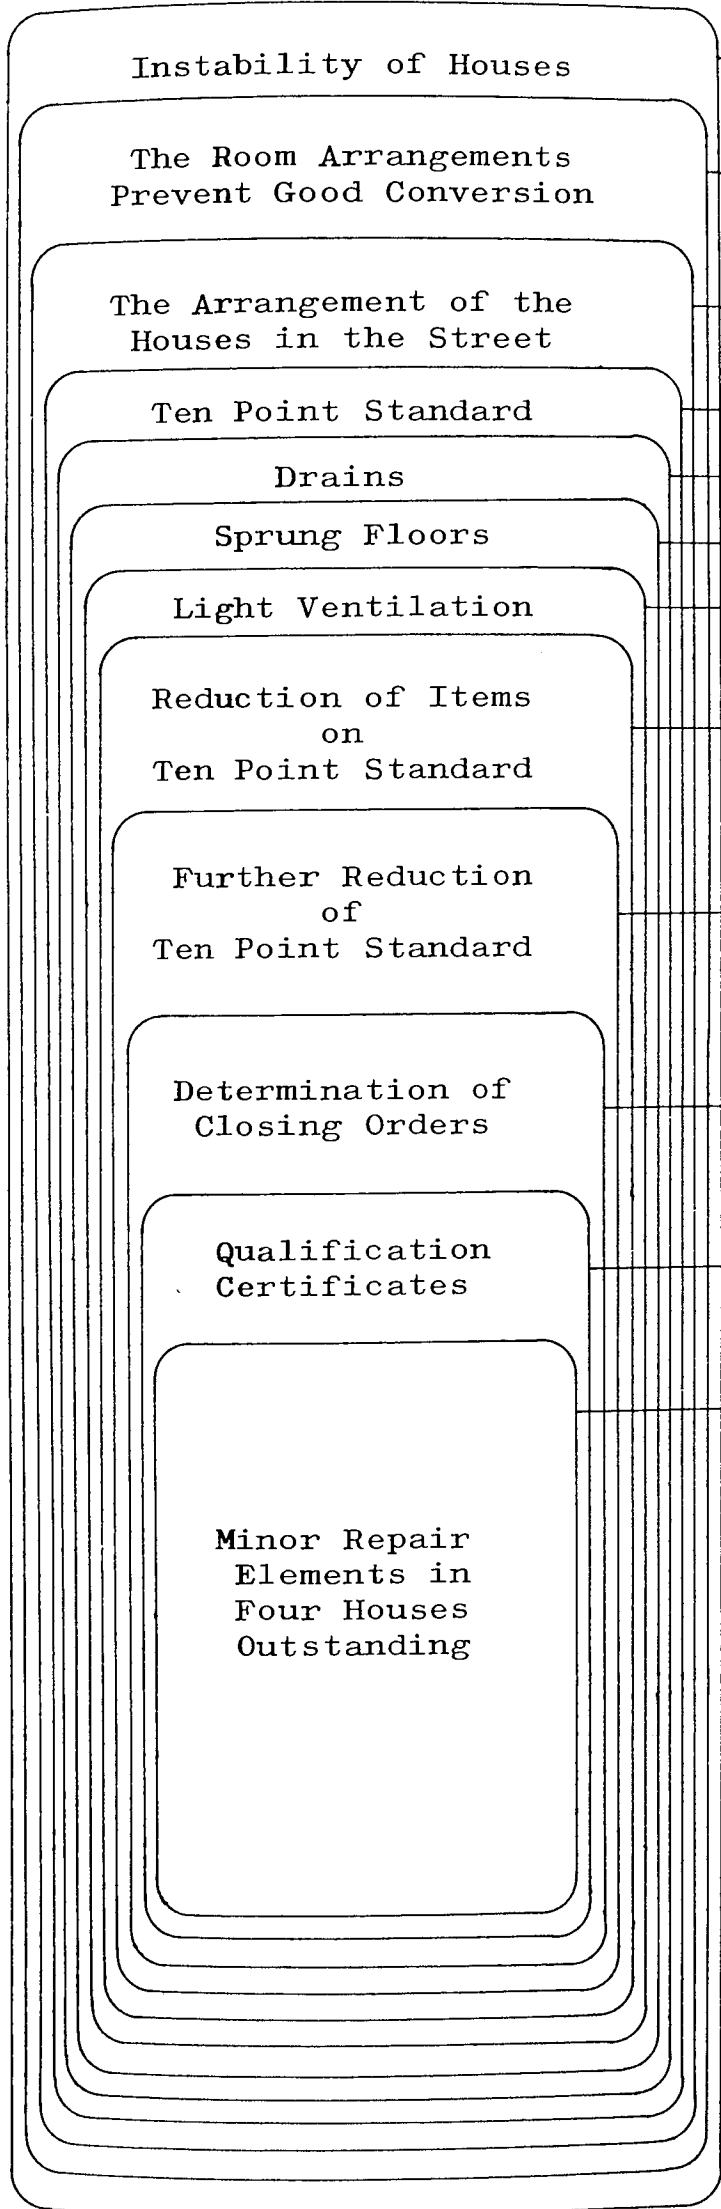 Instability of Houses
The Room Arrangements
Prevent Good Conversion
The Arrangement of the
Houses in the Street
Ten Point Standard
Drains
Sprung Floors
Light Ventilation
Reduction of Items
on
Ten Point Standard
Further Reduction
of
Ten Point Standard
Determination of
Closing Orders
Qualification
Certificates
Minor Repair
Elements in
Four Houses
Outstanding